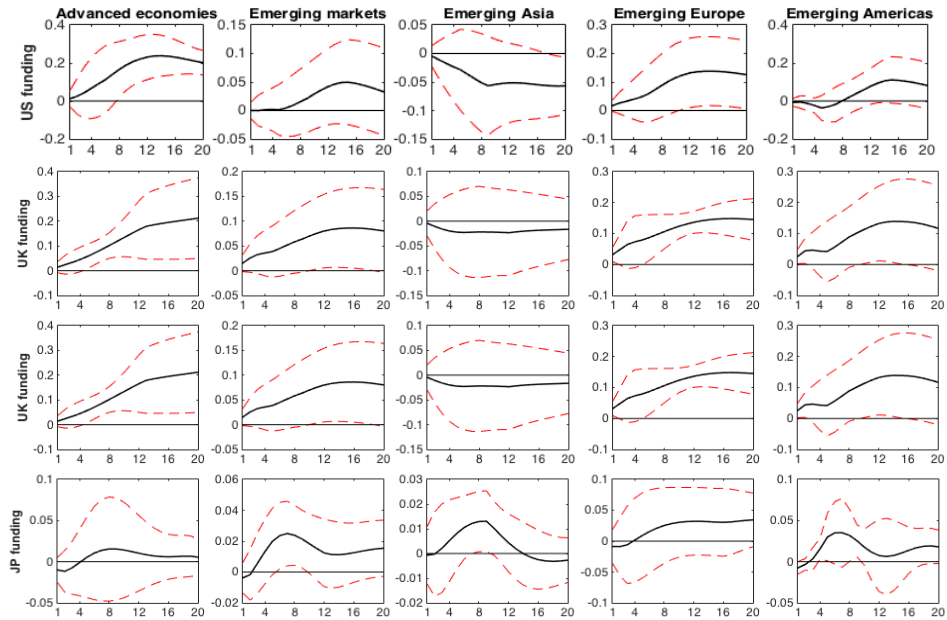 Advanced economies Emerging markets Emerging Asia Emerging Europe Emerging Americas
US funding
0.4 0.2 0 -0.2
0.15 0.1 0.05 0 -0.05
0.05 0 -0.05 -0.1 -0.15
0.3 0.2 0.1 0 -0.1
0.4 0.2 0 -0.2
1 4 8 12 16 20 1 4 8 12 16 20 1 4 8 12 16 20 1 4 8 12 16 20 1 4 8 12 16 20
UK funding
0.4 0.3 0.2 0.1 0 -0.1
0.2 0.15 0.1 0.05 0 -0.05
0.1 0.05 0 -0.05 -0.1 -0.15
0.3 0.2 0.1 0 -0.1
0.3 0.2 0.1 0 -0.1
1 4 8 12 16 20 1 4 8 12 16 20 1 4 8 12 16 20 1 4 8 12 16 20 1 4 8 12 16 20
UK funding
0.4 0.3 0.2 0.1 0 -0.1
0.2 0.15 0.1 0.05 0 -0.05
0.1 0.05 0 -0.05 -0.1 -0.15
0.3 0.2 0.1 0 -0.1
0.3 0.2 0.1 0 -0.1
1 4 8 12 16 20 1 4 8 12 16 20 1 4 8 12 16 20 1 4 8 12 16 20 1 4 8 12 16 20
JP funding
0.1 0.05 0 -0.05
0.06 0.04 0.02 0 -0.02
0.03 0.02 0.01 0 -0.01 -0.02
0.1 0.05 0 -0.05 -0.1
0.1 0.05 0 -0.05
1 4 8 12 16 20 1 4 8 12 16 20 1 4 8 12 16 20 1 4 8 12 16 20 1 4 8 12 16 20